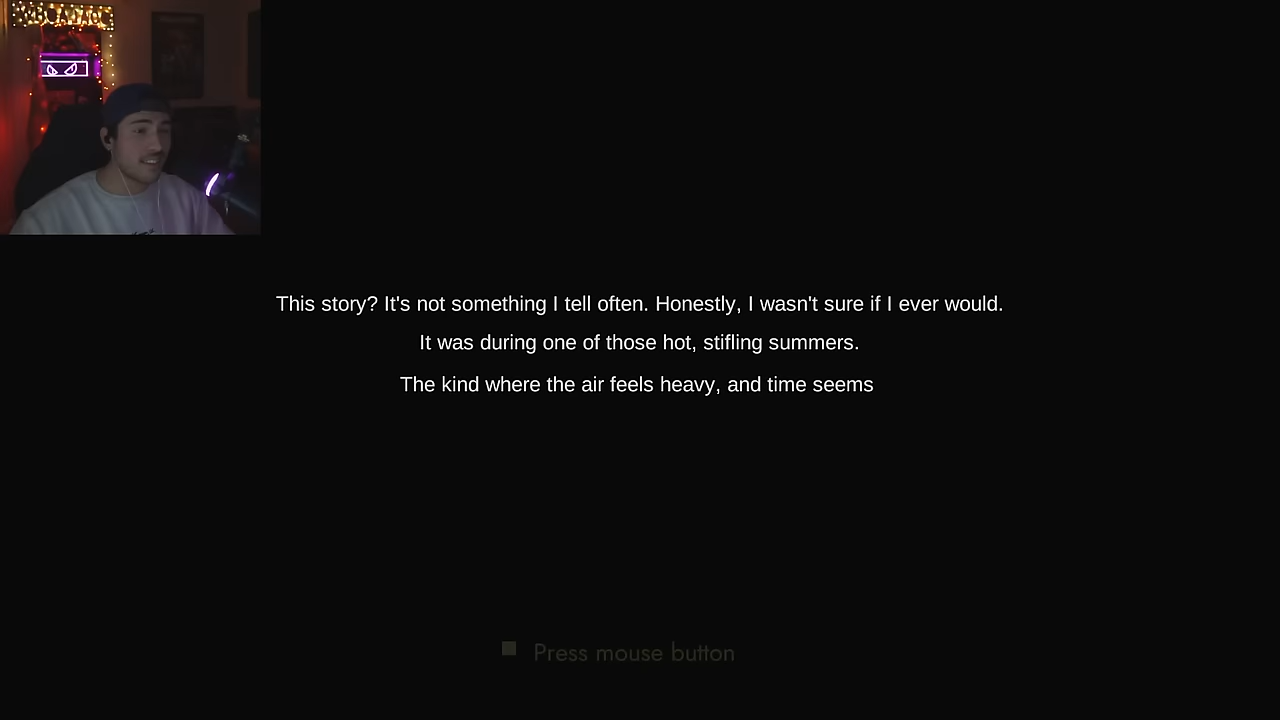 This story? It's not something I tell often. Honestly, I wasn't sure if I ever would.
It was during one of those hot, stifling summers.
The kind where the air feels heavy, and time seems
Press mouse button